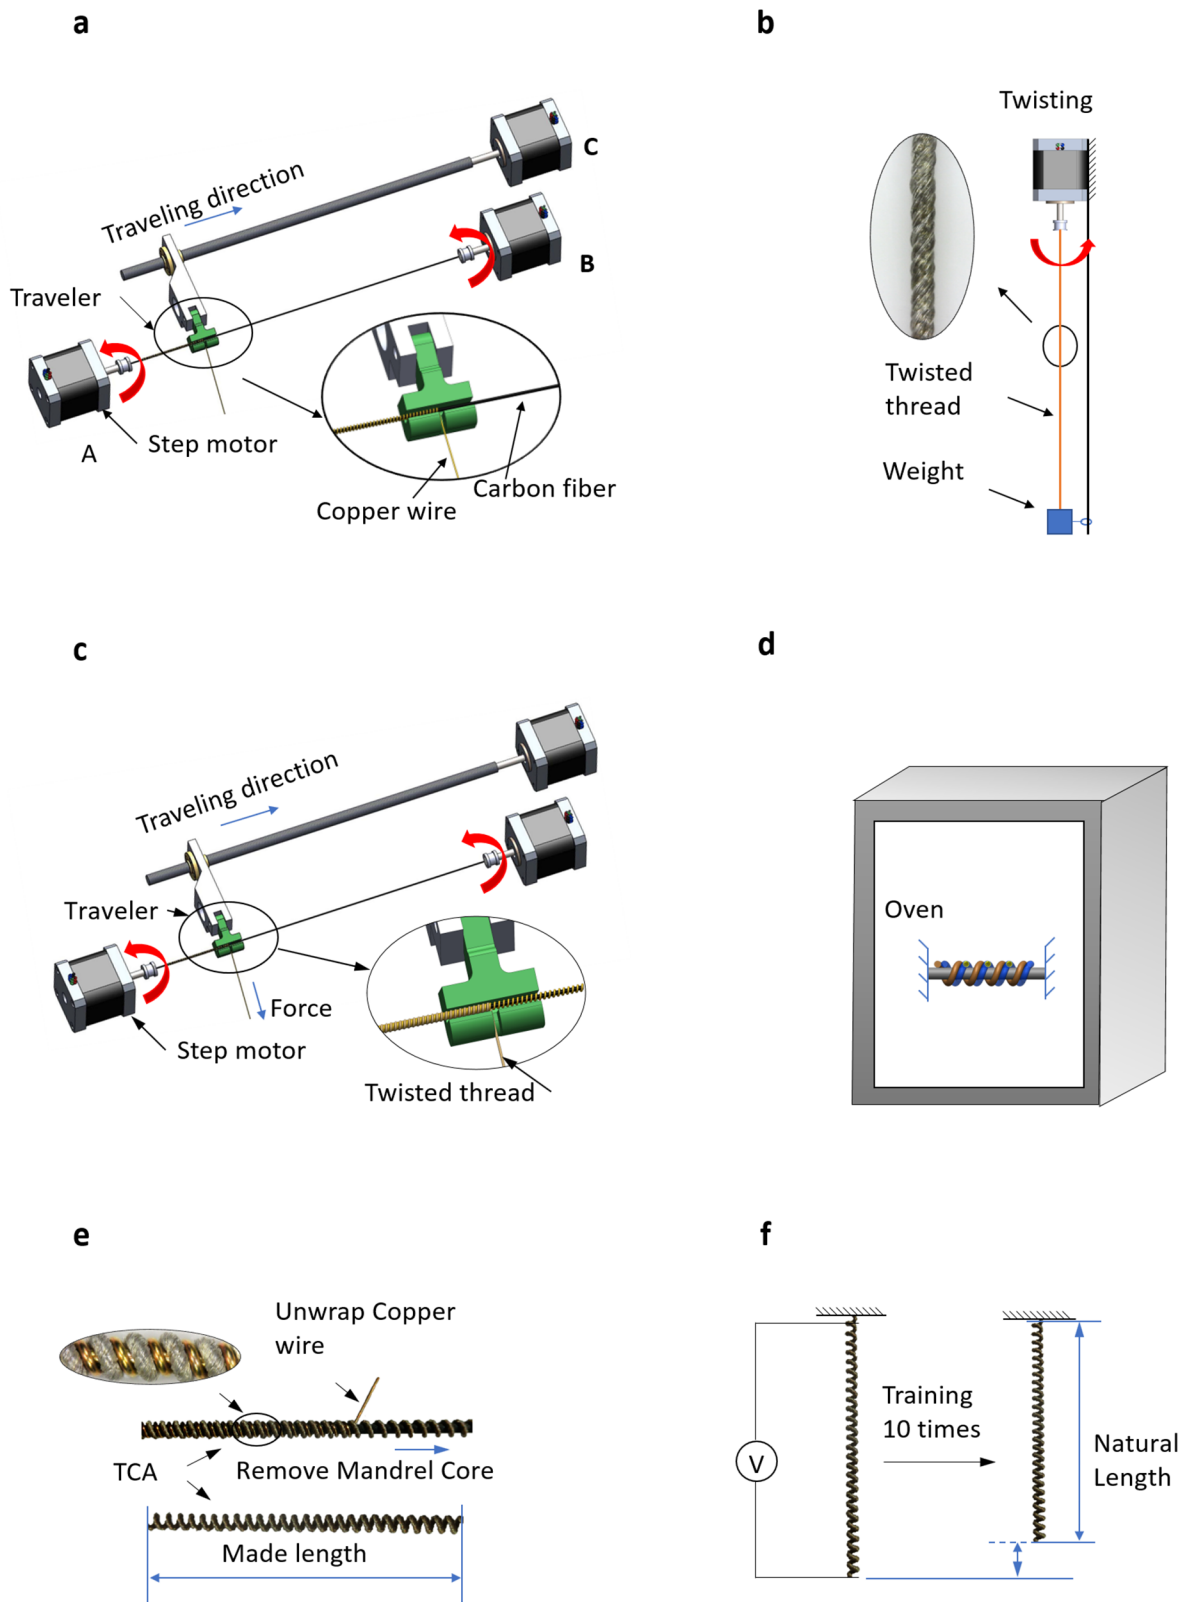 a
C
Traveling direction
B
Traveler
Step motor
A
Carbon fiber
Copper wire
b
Twisting
Twisted
thread
Weight
c
Traveling direction
Traveler
Force
Step motor
Twisted thread
d
Oven
e
Unwrap Copper
wire
TCA
Remove Mandrel Core
Made length
f
V
Training
10 times
Natural
Length